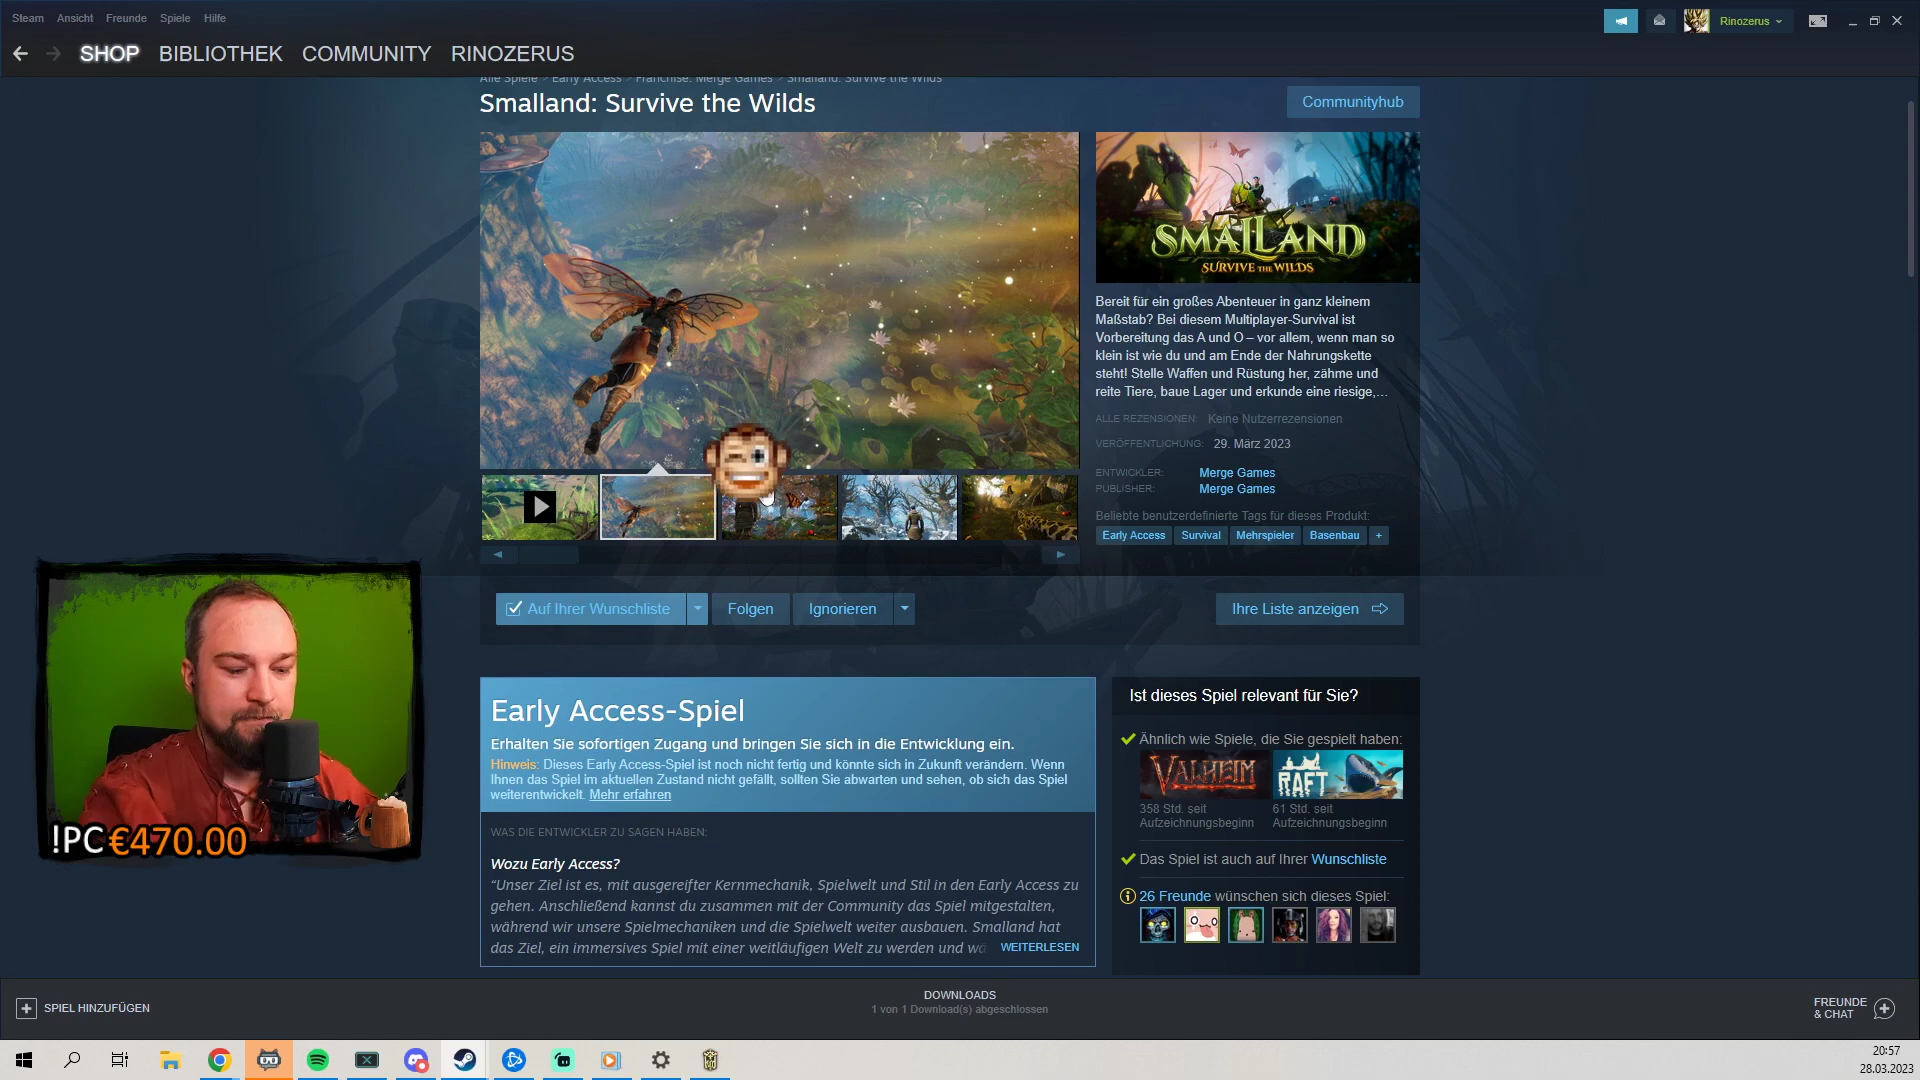 Steam Ansicht Freunde Spiele Hilfe
Rinozerus
SHOP BIBLIOTHEK COMMUNITY RINOZERUS
Alle Spiele > Early Access > Franchise: Merge Games > Smalland: Survive the Wilds
Smalland: Survive the Wilds
Communityhub
SMALLAND
SURVIVE THE WILDS
Bereit für ein großes Abenteuer in ganz kleinem
Maßstab? Bei diesem Multiplayer-Survival ist
Vorbereitung das A und O – vor allem, wenn man so
klein ist wie du und am Ende der Nahrungskette
steht! Stelle Waffen und Rüstung her, zähme und
reite Tiere, baue Lager und erkunde eine riesige,...
ALLE REZENSIONEN: Keine Nutzerrezensionen
VERÖFFENTLICHUNG: 29. März 2023
ENTWICKLER: Merge Games
PUBLISHER: Merge Games
Beliebte benutzerdefinierte Tags für dieses Produkt:
Early Access Survival Mehrspieler Basenbau +
Auf Ihrer Wunschliste Folgen Ignorieren Ihre Liste anzeigen
Early Access-Spiel
Erhalten Sie sofortigen Zugang und bringen Sie sich in die Entwicklung ein.
Hinweis: Dieses Early Access-Spiel ist noch nicht fertig und könnte sich in Zukunft verändern. Wenn
Ihnen das Spiel im aktuellen Zustand nicht gefällt, sollten Sie abwarten und sehen, ob sich das Spiel
weiterentwickelt. Mehr erfahren
WAS DIE ENTWICKLER ZU SAGEN HABEN:
Wozu Early Access?
“Unser Ziel ist es, mit ausgereifter Kernmechanik, Spielwelt und Stil in den Early Access zu
gehen. Anschließend kannst du zusammen mit der Community das Spiel mitgestalten,
während wir unsere Spielmechaniken und die Spielwelt weiter ausbauen. Smalland hat
das Ziel, ein immersives Spiel mit einer weitläufigen Welt zu werden und wä WEITERLESEN
Ist dieses Spiel relevant für Sie?
Ähnlich wie Spiele, die Sie gespielt haben:
VALHEIM RAFT
358 Std. seit
Aufzeichnungsbeginn
61 Std. seit
Aufzeichnungsbeginn
Das Spiel ist auch auf Ihrer Wunschliste
26 Freunde wünschen sich dieses Spiel:
!PC €470.00
SPIEL HINZUFÜGEN
DOWNLOADS
1 von 1 Download(s) abgeschlossen
FREUNDE
& CHAT
20:57
28.03.2023